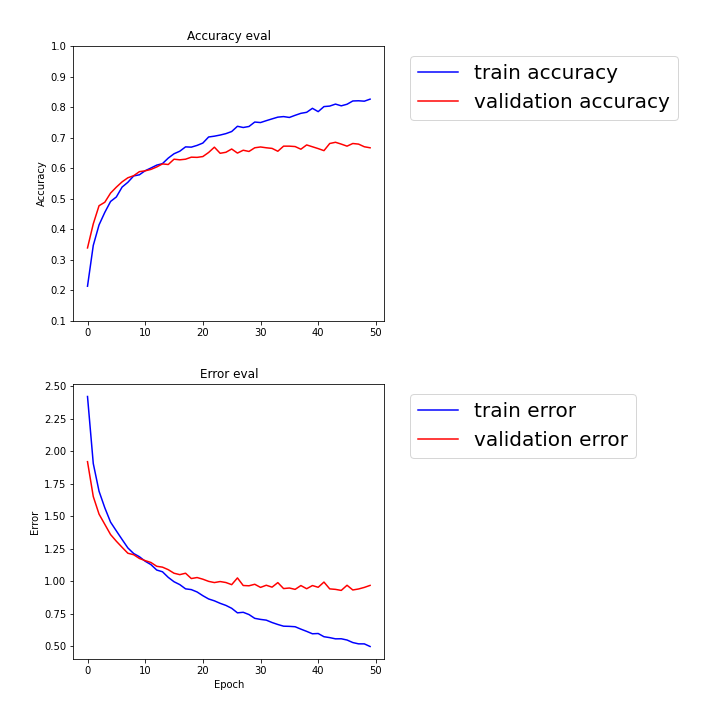 Accuracy eval
1.0
0.9
0.8
0.7
0.6
0.5
0.4
0.3
0.2
0.1
Accuracy
0 10 20 30 40 50
train accuracy
validation accuracy
Error eval
2.50
2.25
2.00
1.75
1.50
1.25
1.00
0.75
0.50
Error
0 10 20 30 40 50
Epoch
train error
validation error